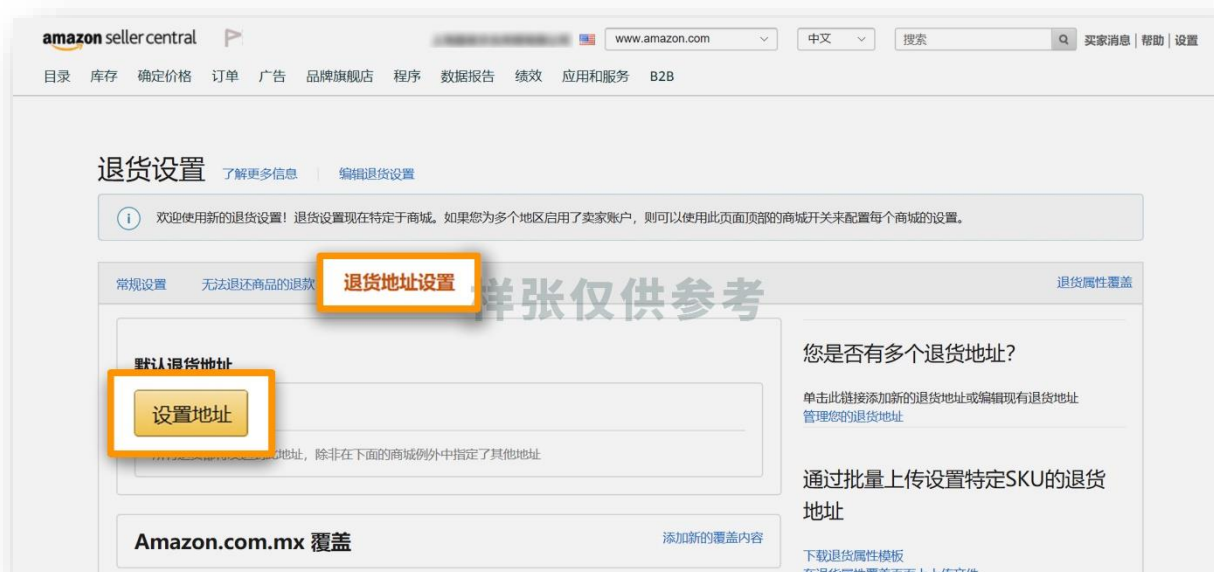 amazon seller central
www.amazon.com
中文
搜索
买家消息 | 帮助 | 设置
目录 库存 确定价格 订单 广告 品牌旗舰店 程序 数据报告 绩效 应用和服务 B2B
退货设置 了解更多信息 | 编辑退货设置
欢迎使用新的退货设置！退货设置现在特定于商城。如果您为多个地区启用了卖家账户，则可以使用此页面顶部的商城开关来配置每个商城的设置。
常规设置 无法退还商品的退款 退货地址设置 退货属性覆盖
样张仅供参考
默认退货地址
设置地址
地址，除非在下面的商城例外中指定了其他地址
Amazon.com.mx 覆盖 添加新的覆盖内容
您是否有多个退货地址？
单击此链接添加新的退货地址或编辑现有退货地址
管理您的退货地址
通过批量上传设置特定SKU的退货
地址
下载退货属性模板
在退货属性覆盖页面上上传文件